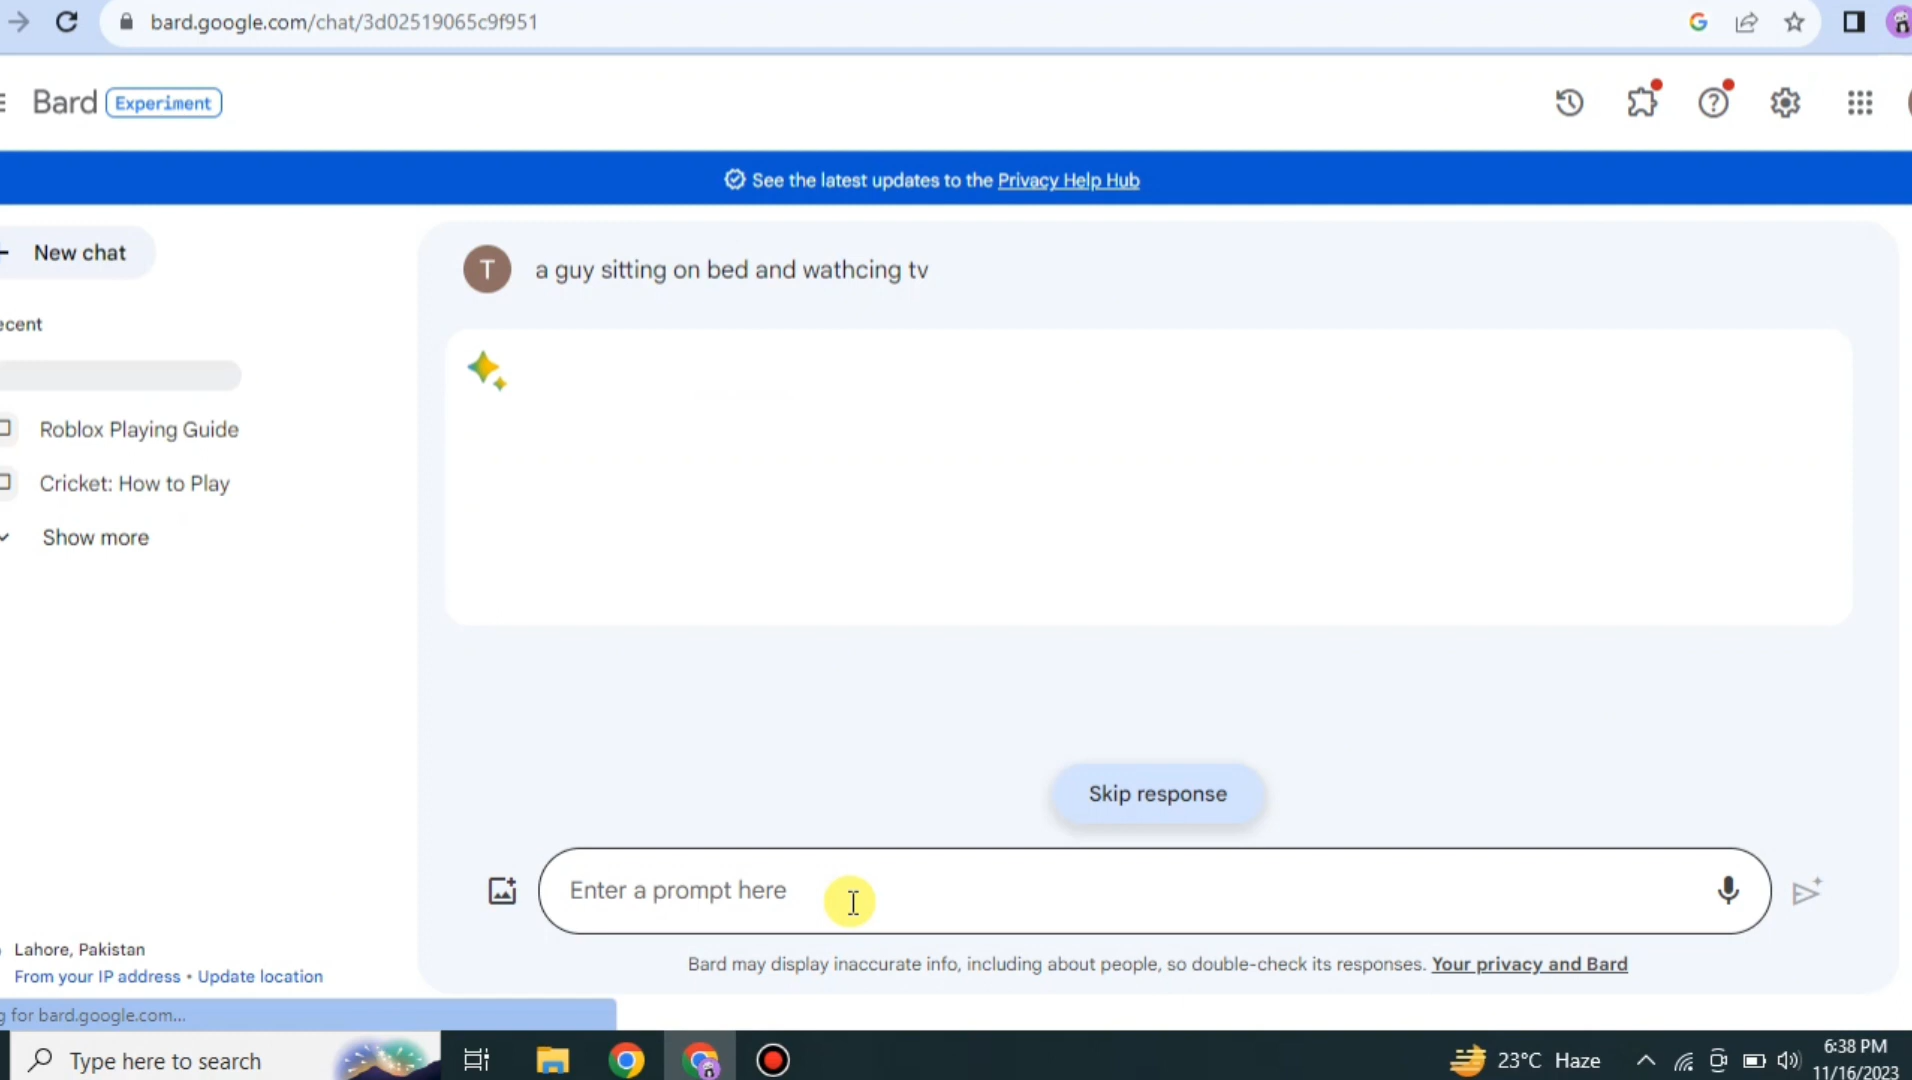 bard.google.com/chat/3d02519065c9f951
Bard Experiment
See the latest updates to the Privacy Help Hub
New chat
T a guy sitting on bed and wathcing tv
ecent
Roblox Playing Guide
Cricket: How to Play
Show more
Skip response
Enter a prompt here
Lahore, Pakistan
Bard may display inaccurate info, including about people, so double-check its responses. Your privacy and Bard
From your IP address • Update location
g for bard.google.com...
Type here to search
23°C Haze
6:38 PM
11/16/2023